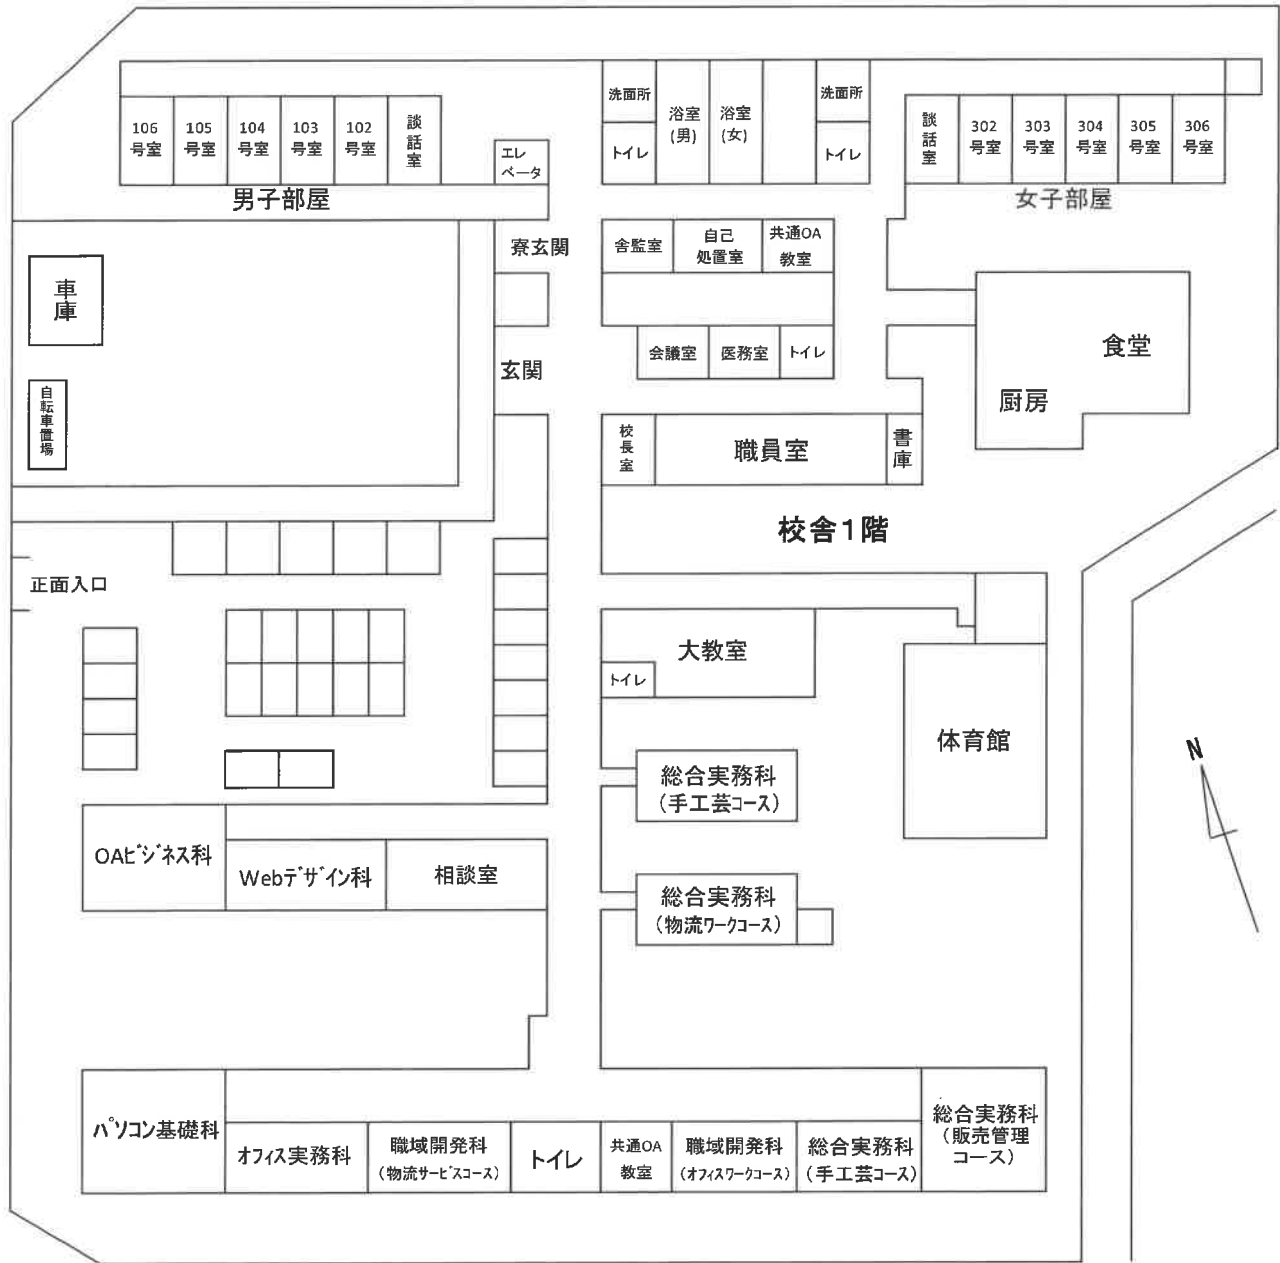 106
号室
105
号室
104
号室
103
号室
102
号室
談
話
室
エレ
ベータ
洗面所
トイレ
浴室
(男)
浴室
(女)
洗面所
トイレ
談
話
室
302
号室
303
号室
304
号室
305
号室
306
号室
男子部屋
女子部屋
寮玄関
舎監室
自己
処置室
共通OA
教室
車
庫
会議室
医務室
トイレ
玄関
食堂
厨房
自
転
車
置
場
校
長
室
職員室
書
庫
校舎1階
正面入口
大教室
トイレ
体育館
N
総合実務科
(手工芸コース)
OAビジネス科
Webデザイン科
相談室
総合実務科
(物流ワークコース)
パソコン基礎科
オフィス実務科
職域開発科
(物流サービスコース)
トイレ
共通OA
教室
職域開発科
(オフィスワークコース)
総合実務科
(手工芸コース)
総合実務科
(販売管理
コース)